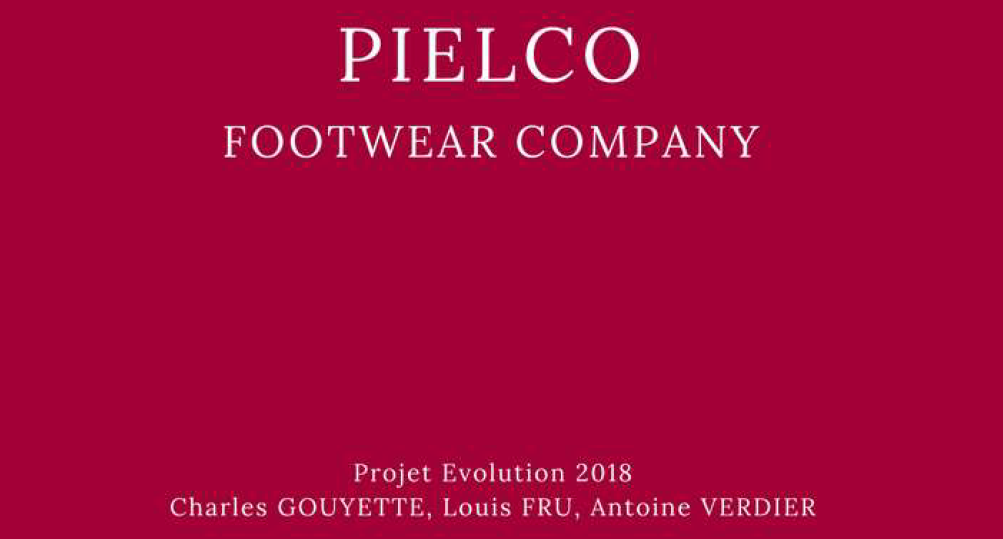 PIELCO
FOOTWEAR COMPANY
Projet Evolution 2018
Charles GOUYETTE, Louis FRU, Antoine VERDIER